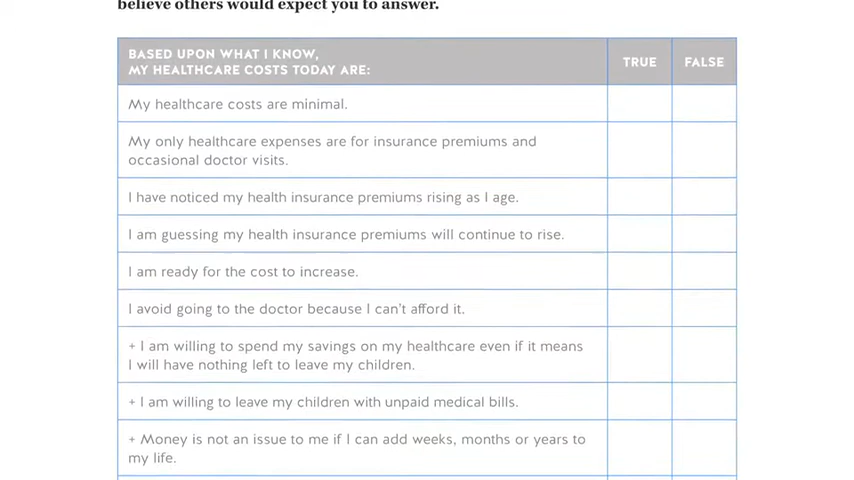 believe others would expect you to answer.
BASED UPON WHAT I KNOW,
MY HEALTHCARE COSTS TODAY ARE:
TRUE
FALSE
My healthcare costs are minimal.
My only healthcare expenses are for insurance premiums and
occasional doctor visits.
I have noticed my health insurance premiums rising as I age.
I am guessing my health insurance premiums will continue to rise.
I am ready for the cost to increase.
I avoid going to the doctor because I can't afford it.
+ I am willing to spend my savings on my healthcare even if it means
I will have nothing left to leave my children.
+ I am willing to leave my children with unpaid medical bills.
+ Money is not an issue to me if I can add weeks, months or years to
my life.